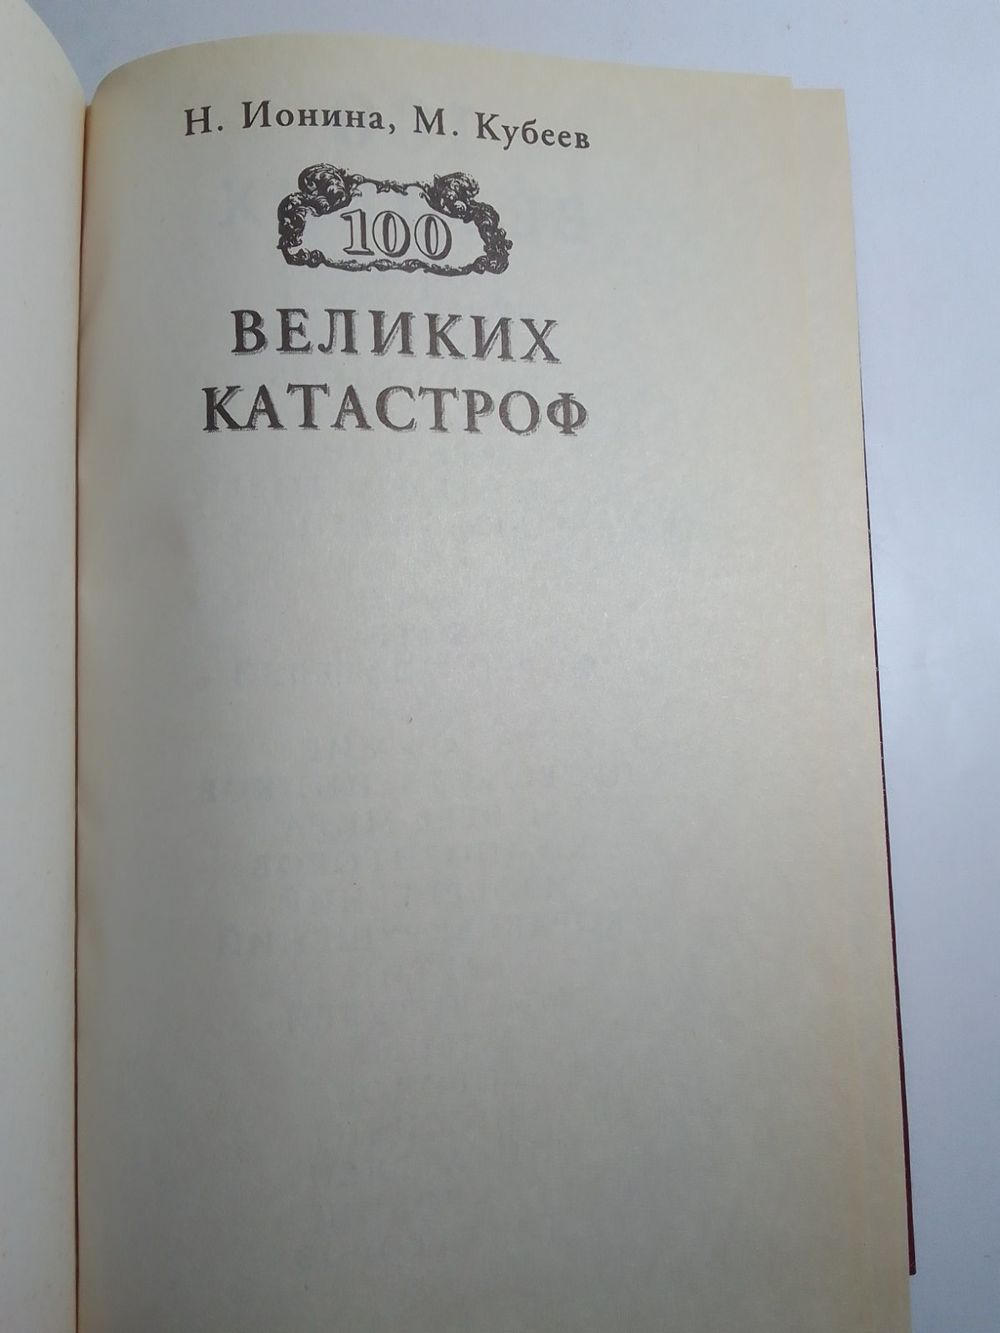 Н. Ионина, М. Кубеев
100
ВЕЛИКИХ
КАТАСТРОФ